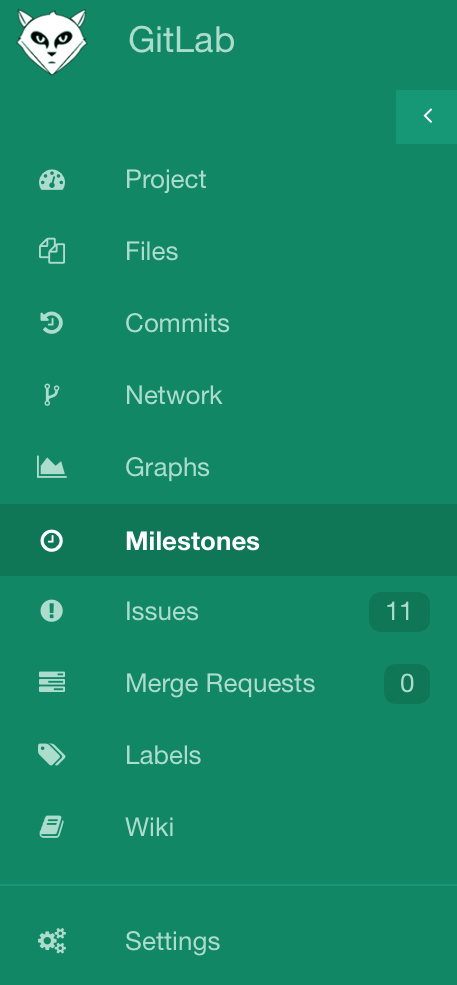 GitLab
Project
Files
Commits
Network
Graphs
Milestones
Issues 11
Merge Requests 0
Labels
Wiki
Settings